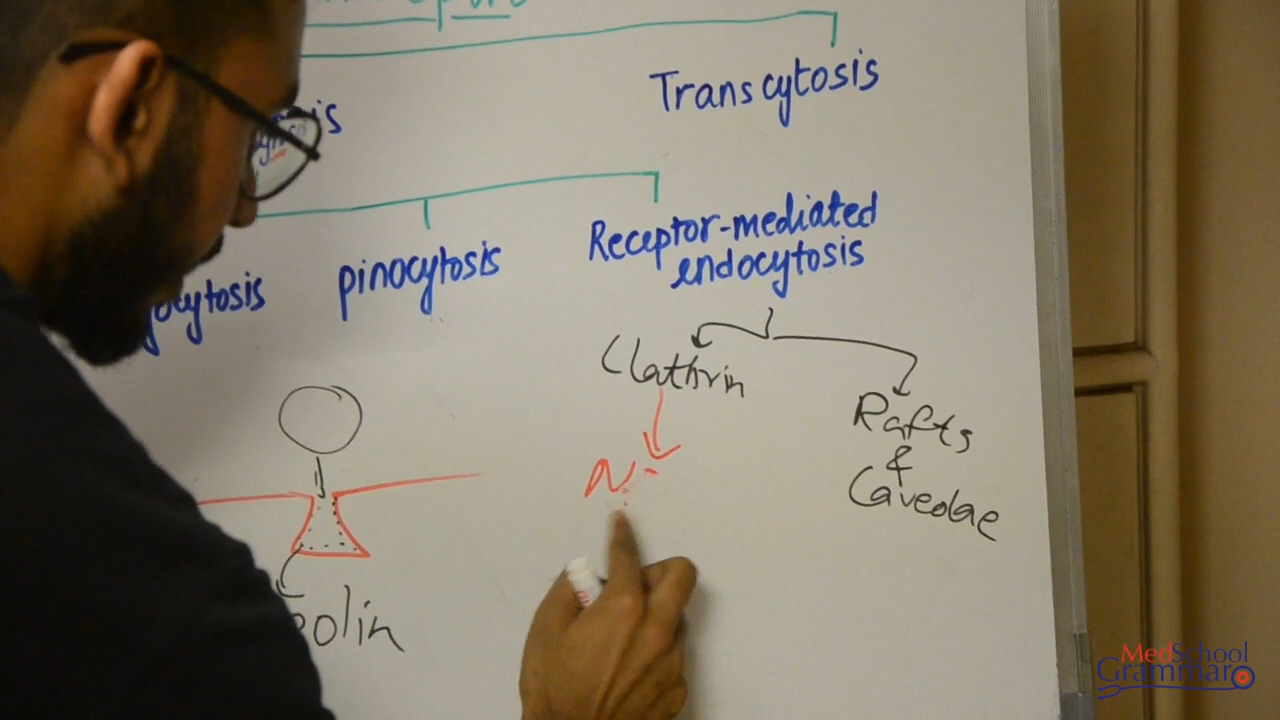 Transcytosis
Receptor-mediated
endocytosis
pinocytosis
Clathrin
Rafts
&
Caveolae
MedSchool
Grammar